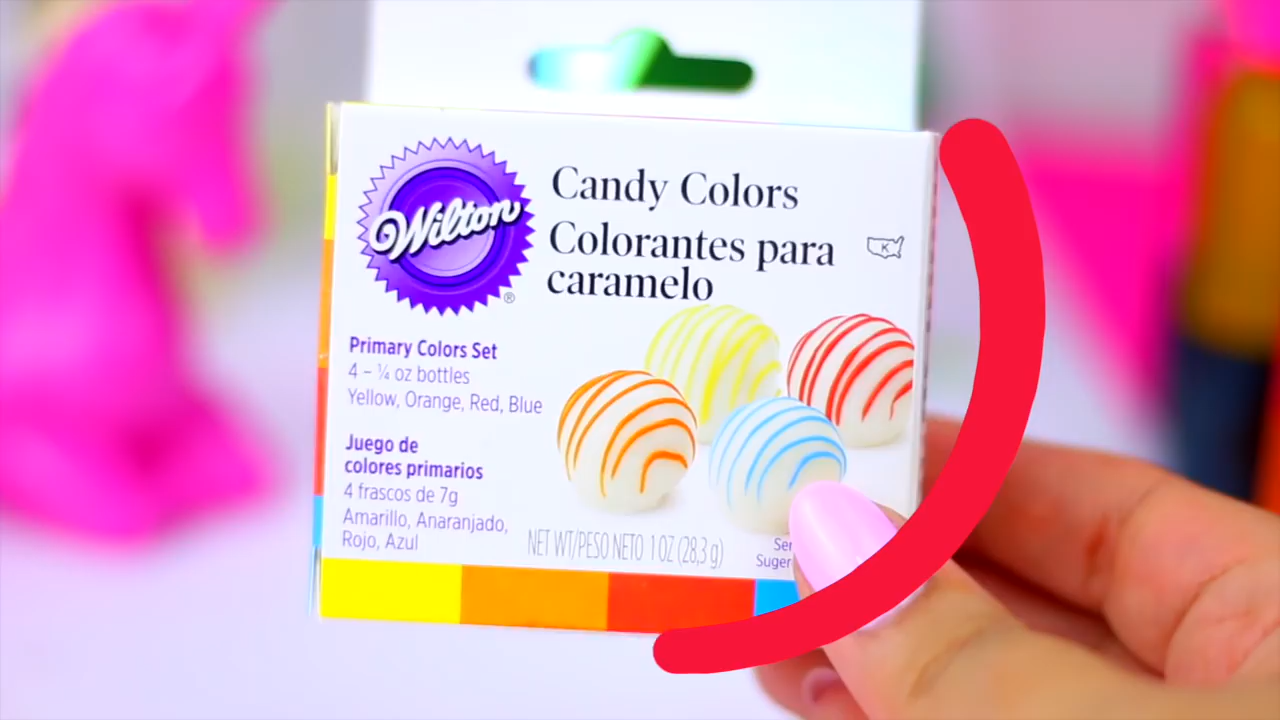 Wilton
®
Candy Colors
Colorantes para
caramelo
K
Primary Colors Set
4 – ¼ oz bottles
Yellow, Orange, Red, Blue
Juego de
colores primarios
4 frascos de 7g
Amarillo, Anaranjado,
Rojo, Azul
NET WT/PESO NETO 1 OZ (28,3 g)